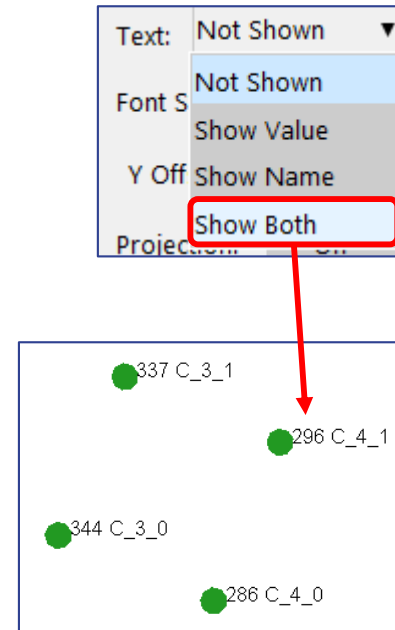 Text: Not Shown ▼
Not Shown
Font S
Show Value
Y Off Show Name
Show Both
337 C_3_1
296 C_4_1
344 C_3_0
286 C_4_0